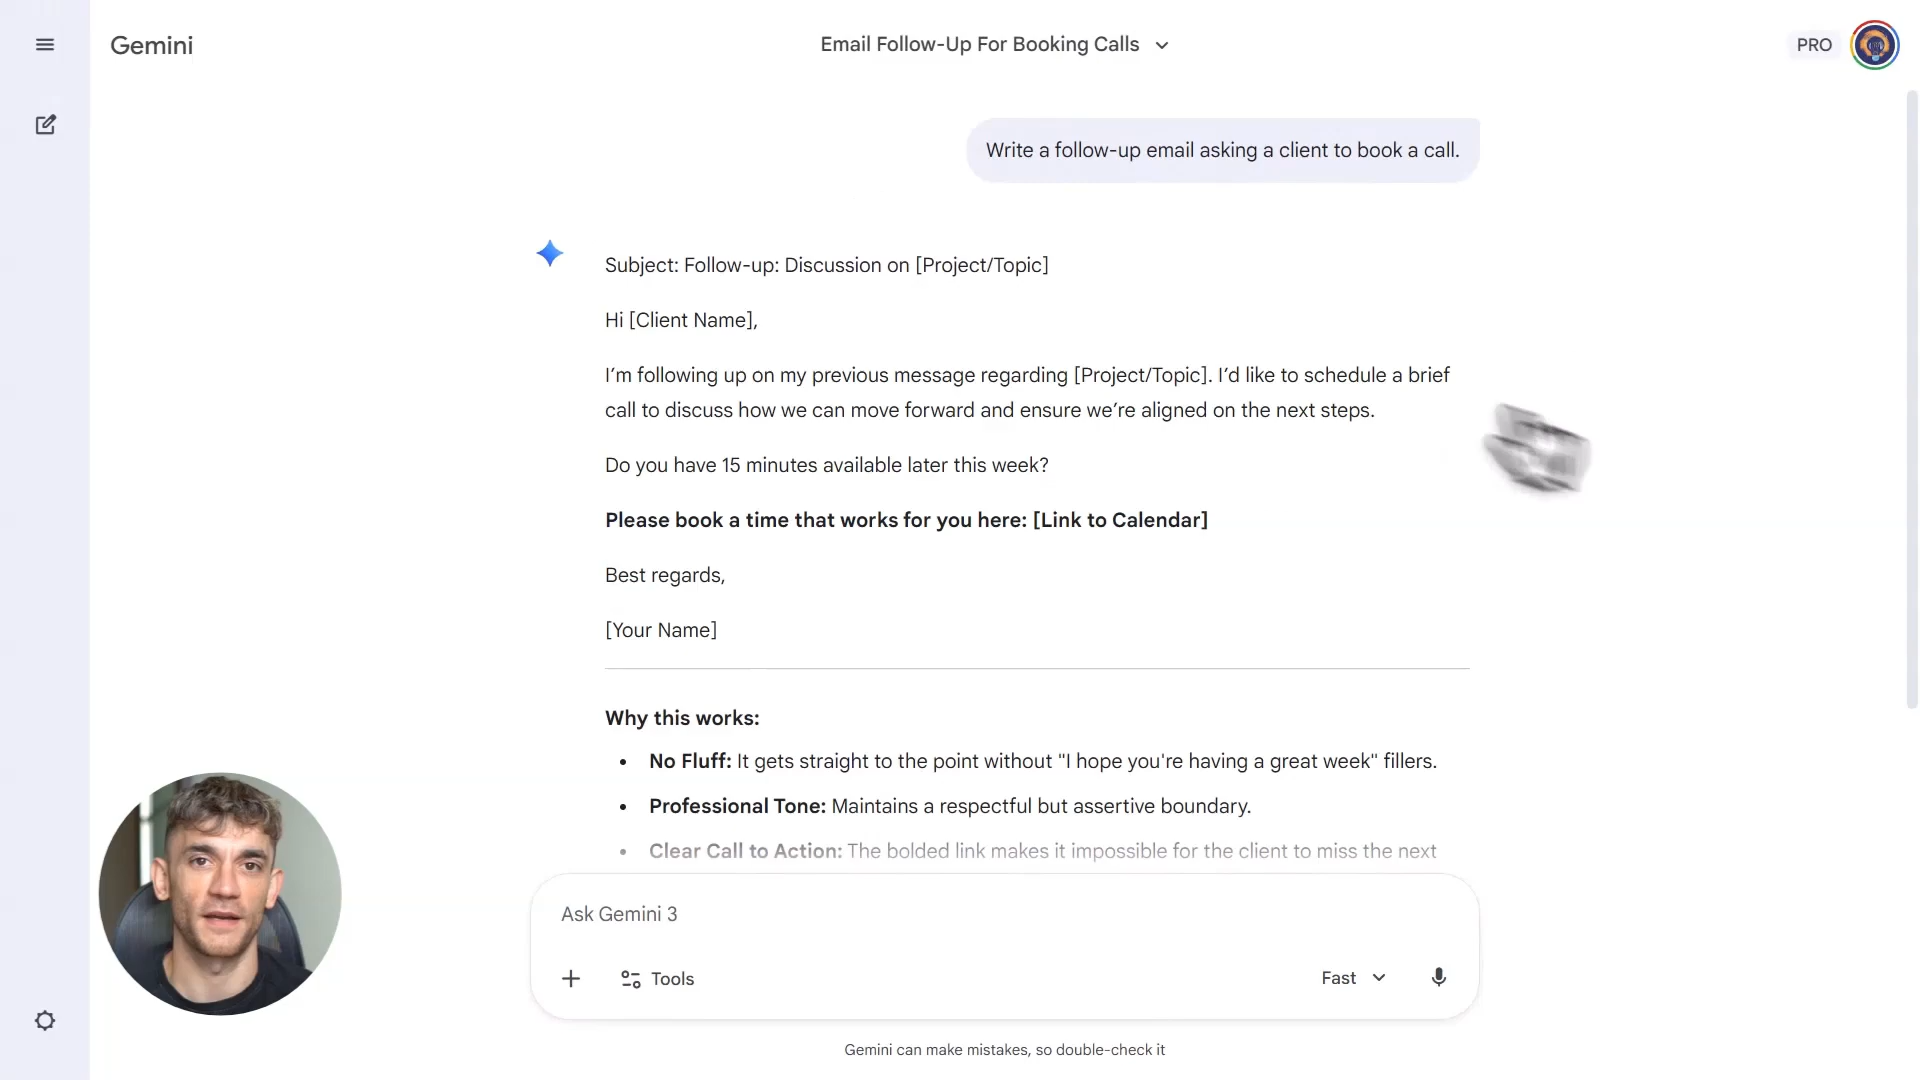 Gemini
Email Follow-Up For Booking Calls
PRO
Write a follow-up email asking a client to book a call.
Subject: Follow-up: Discussion on [Project/Topic]
Hi [Client Name],
I’m following up on my previous message regarding [Project/Topic]. I’d like to schedule a brief
call to discuss how we can move forward and ensure we’re aligned on the next steps.
Do you have 15 minutes available later this week?
Please book a time that works for you here: [Link to Calendar]
Best regards,
[Your Name]
Why this works:
• No Fluff: It gets straight to the point without "I hope you're having a great week" fillers.
• Professional Tone: Maintains a respectful but assertive boundary.
• Clear Call to Action: The bolded link makes it impossible for the client to miss the next
Ask Gemini 3
Tools
Fast
Gemini can make mistakes, so double-check it